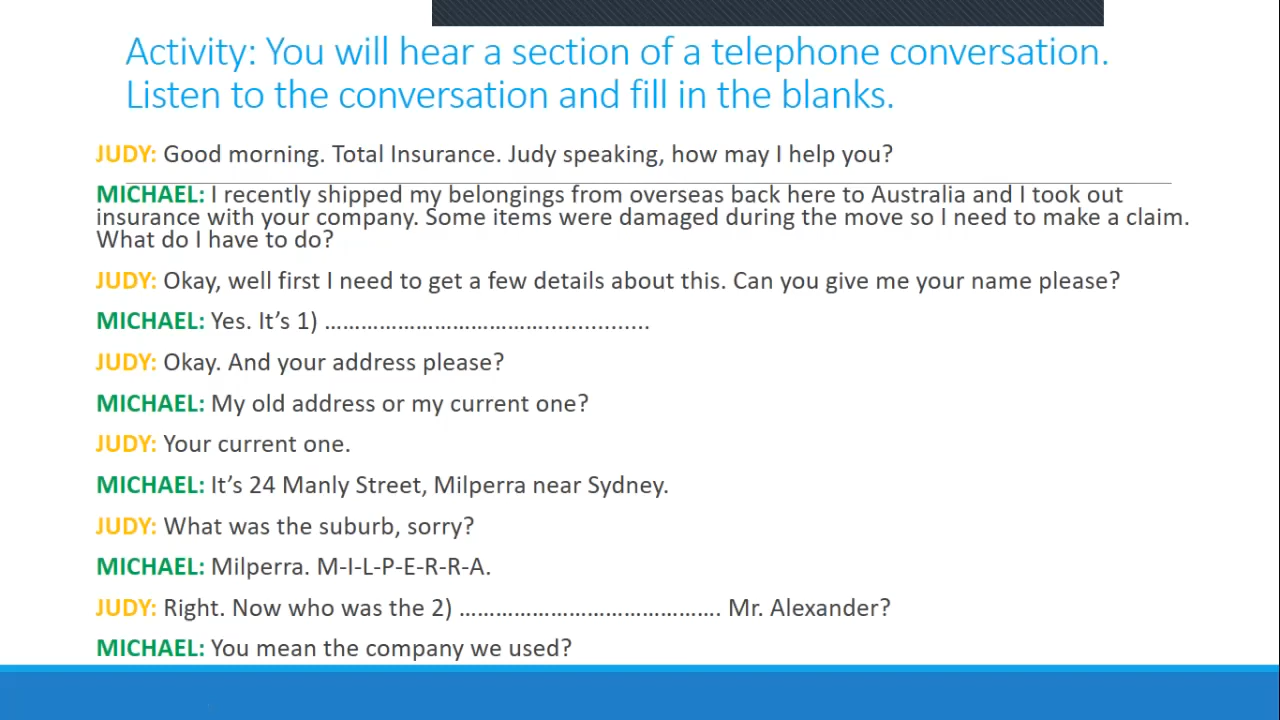 Activity: You will hear a section of a telephone conversation.
Listen to the conversation and fill in the blanks.
JUDY: Good morning. Total Insurance. Judy speaking, how may I help you?
MICHAEL: I recently shipped my belongings from overseas back here to Australia and I took out
insurance with your company. Some items were damaged during the move so I need to make a claim.
What do I have to do?
JUDY: Okay, well first I need to get a few details about this. Can you give me your name please?
MICHAEL: Yes. It’s 1) ………………………………..................
JUDY: Okay. And your address please?
MICHAEL: My old address or my current one?
JUDY: Your current one.
MICHAEL: It’s 24 Manly Street, Milperra near Sydney.
JUDY: What was the suburb, sorry?
MICHAEL: Milperra. M-I-L-P-E-R-R-A.
JUDY: Right. Now who was the 2) ……………………………………. Mr. Alexander?
MICHAEL: You mean the company we used?